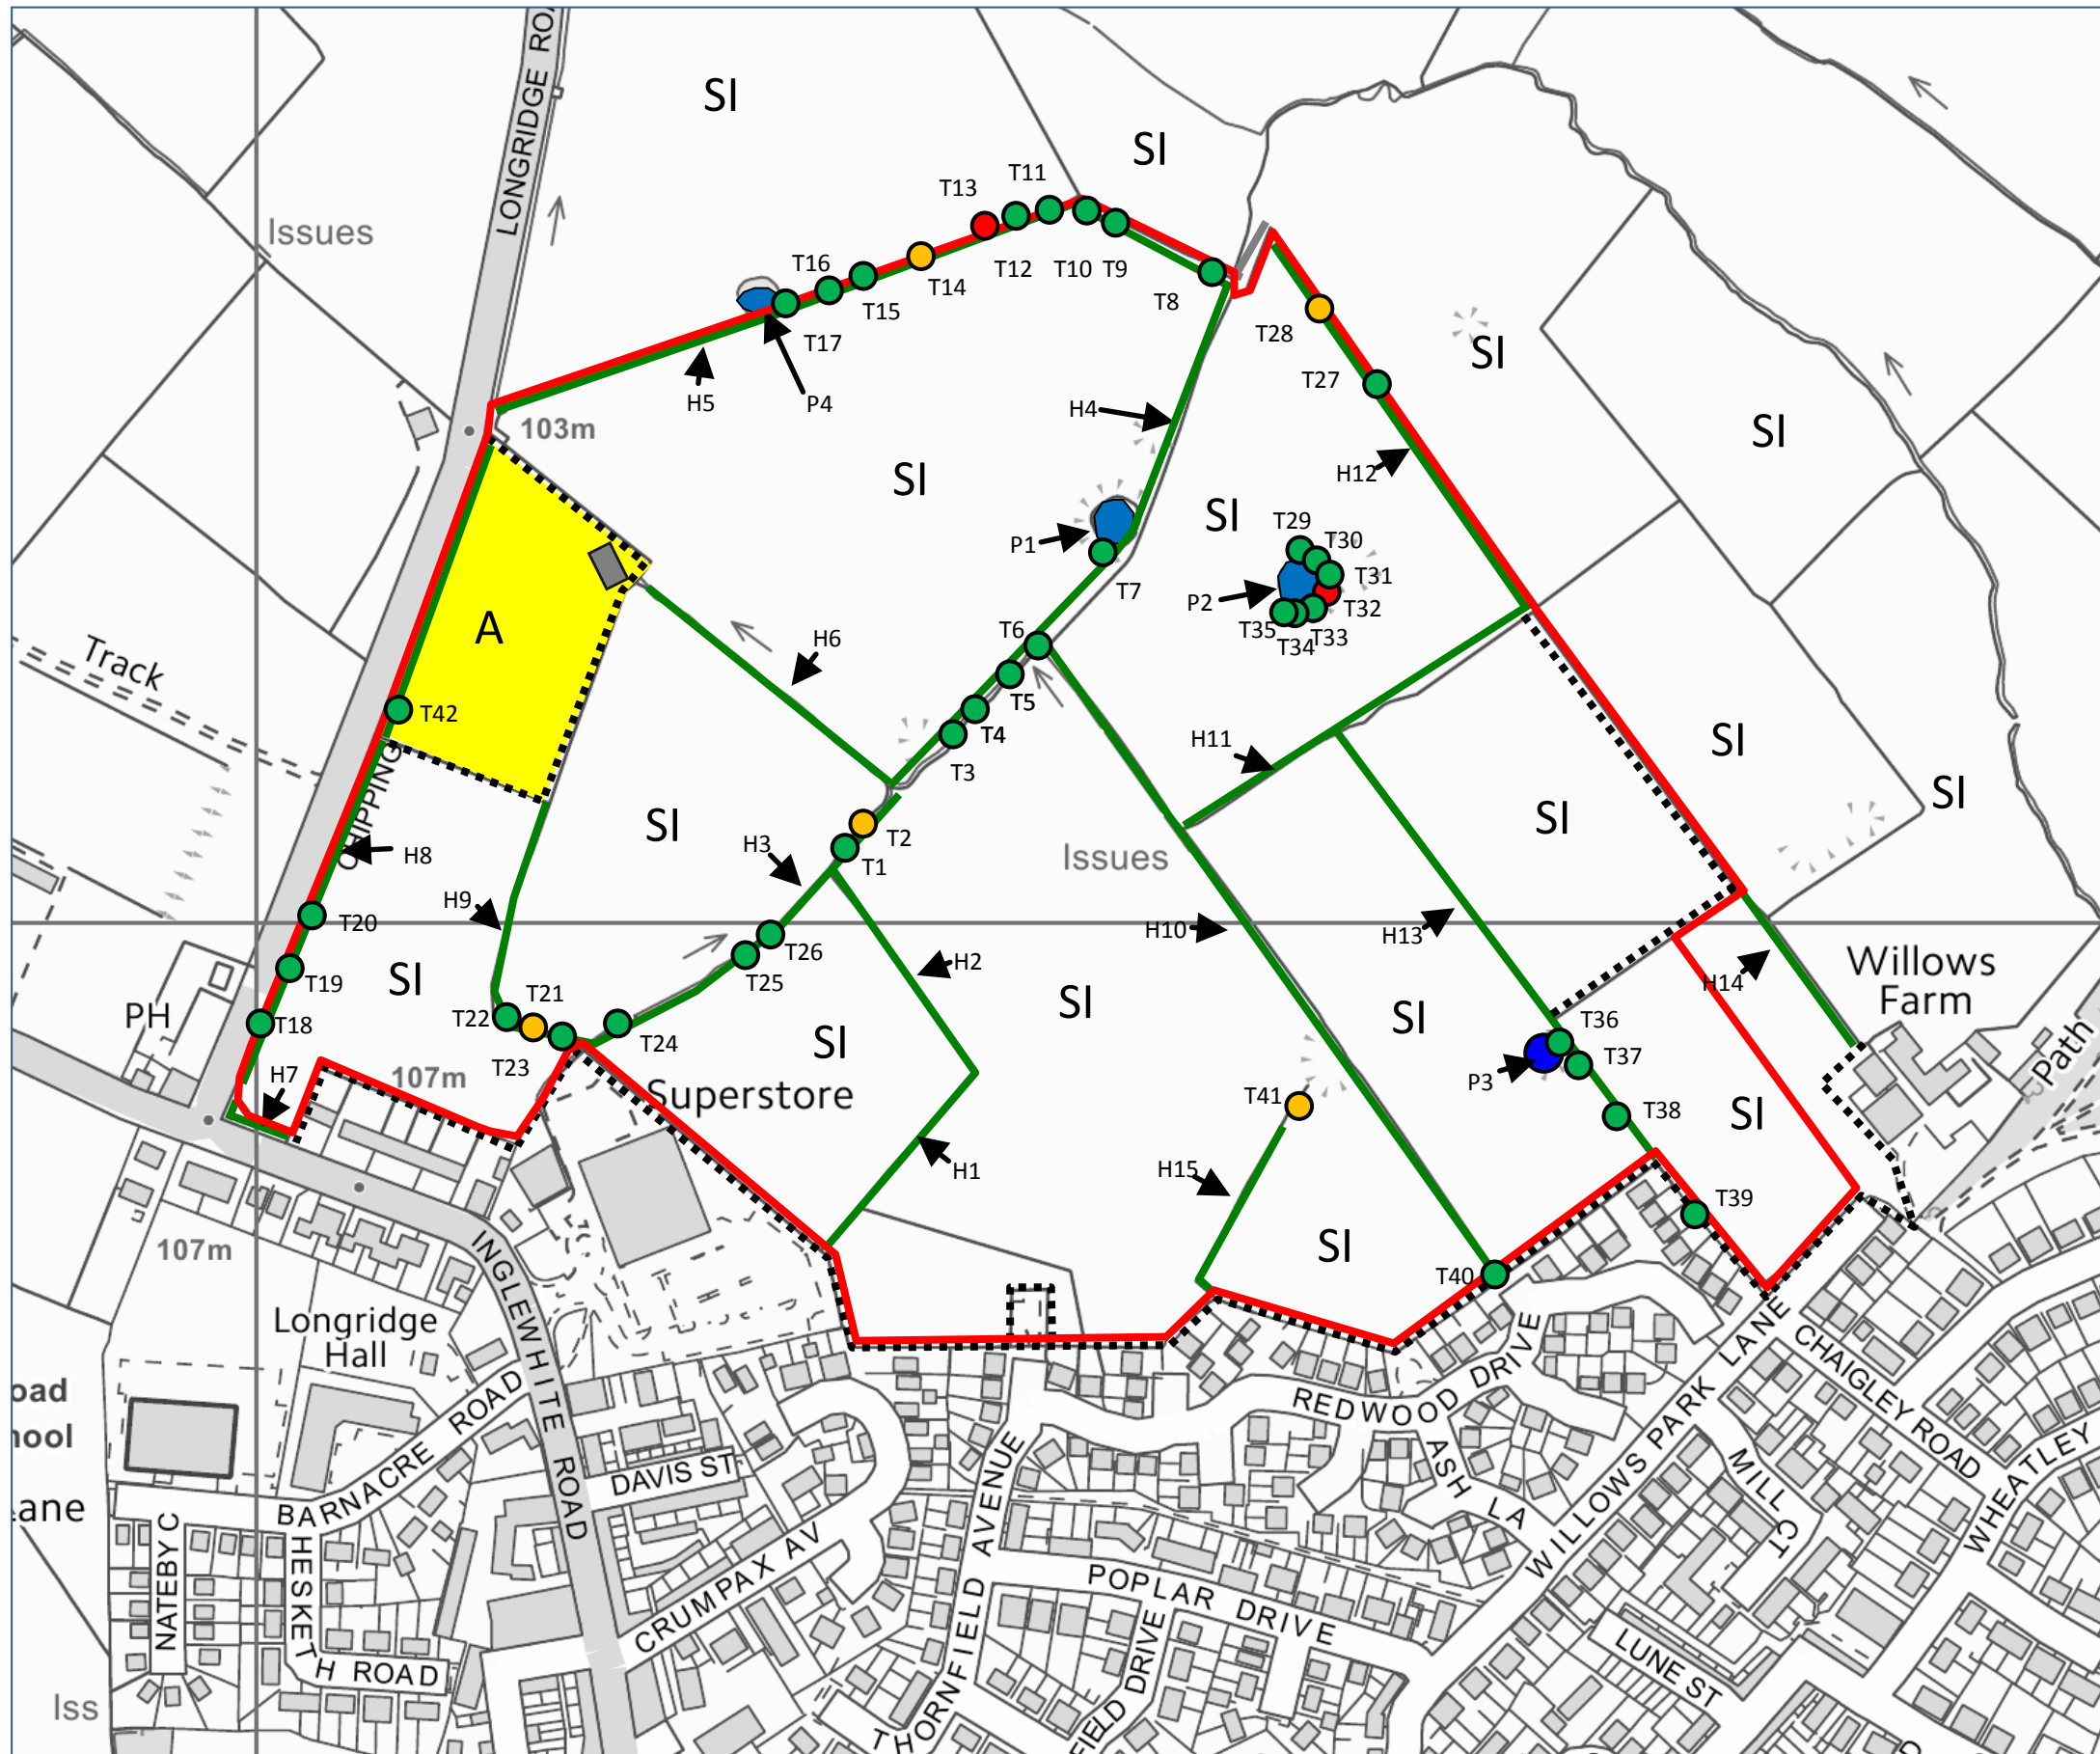 LONGRIDGE RO
SI
SI
T11
T13
Issues
T16
T12
T10
T9
T14
T15
T8
T17
T28
SI
T27
H5
P4
H4
103m
SI
H12
SI
SI
T29
P1
T30
T31
T7
P2
T32
T35
T33
T34
A
T6
H6
Track
T5
T42
T4
H11
SI
T3
CHIPPING
SI
SI
SI
H3
T2
T1
Issues
H8
H9
T20
H10
H13
T26
H2
T25
Willows
Farm
H14
T19
SI
SI
PH
T18
T22
T21
SI
T36
T24
SI
T23
T37
P3
Path
H7
107m
Superstore
T41
T38
SI
H1
H15
T39
107m
SI
T40
INGLEWHITE ROAD
Longridge
Hall
oad
hool
Lane
BARNACRE ROAD
DAVIS ST
REDWOOD DRIVE
WILLOWS PARK LANE
CHAIGLEY ROAD
ASH LA
MILL CT
WHEATLEY
NATEBY C
HESKETH ROAD
CRUMPAX AV
THORNFIELD AVENUE
POPLAR DRIVE
FIELD DRIVE
LUNE ST
Iss
D